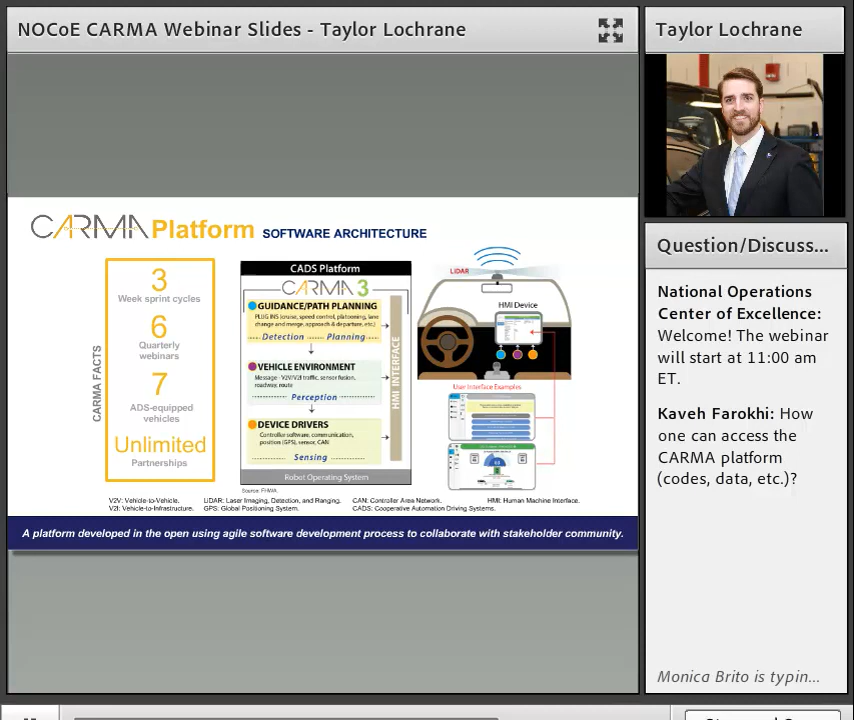 NOCoE CARMA Webinar Slides - Taylor Lochrane
CARMA Platform SOFTWARE ARCHITECTURE
CARMA FACTS
3
Week sprint cycles
6
Quarterly
webinars
7
ADS-equipped
vehicles
Unlimited
Partnerships
CADS Platform
CARMA 3
GUIDANCE/PATH PLANNING
PLUG INS (cruise, speed control, platooning, lane
change and merge, approach & departure, etc.)
Detection Planning
VEHICLE ENVIRONMENT
Message - V2V/V2I traffic, sensor fusion,
roadway, route
Perception
DEVICE DRIVERS
Controller software, communication,
position (GPS), sensor, CAN
Sensing
HMI INTERFACE
Robot Operating System
Source: FHWA.
LiDAR
HMI Device
User Interface Examples
V2V: Vehicle-to-Vehicle. LiDAR: Laser Imaging, Detection, and Ranging. CAN: Controller Area Network. HMI: Human Machine Interface.
V2I: Vehicle-to-Infrastructure. GPS: Global Positioning System. CADS: Cooperative Automation Driving Systems.
A platform developed in the open using agile software development process to collaborate with stakeholder community.
Taylor Lochrane
Question/Discuss...
National Operations
Center of Excellence:
Welcome! The webinar
will start at 11:00 am
ET.
Kaveh Farokhi: How
one can access the
CARMA platform
(codes, data, etc.)?
Monica Brito is typin...